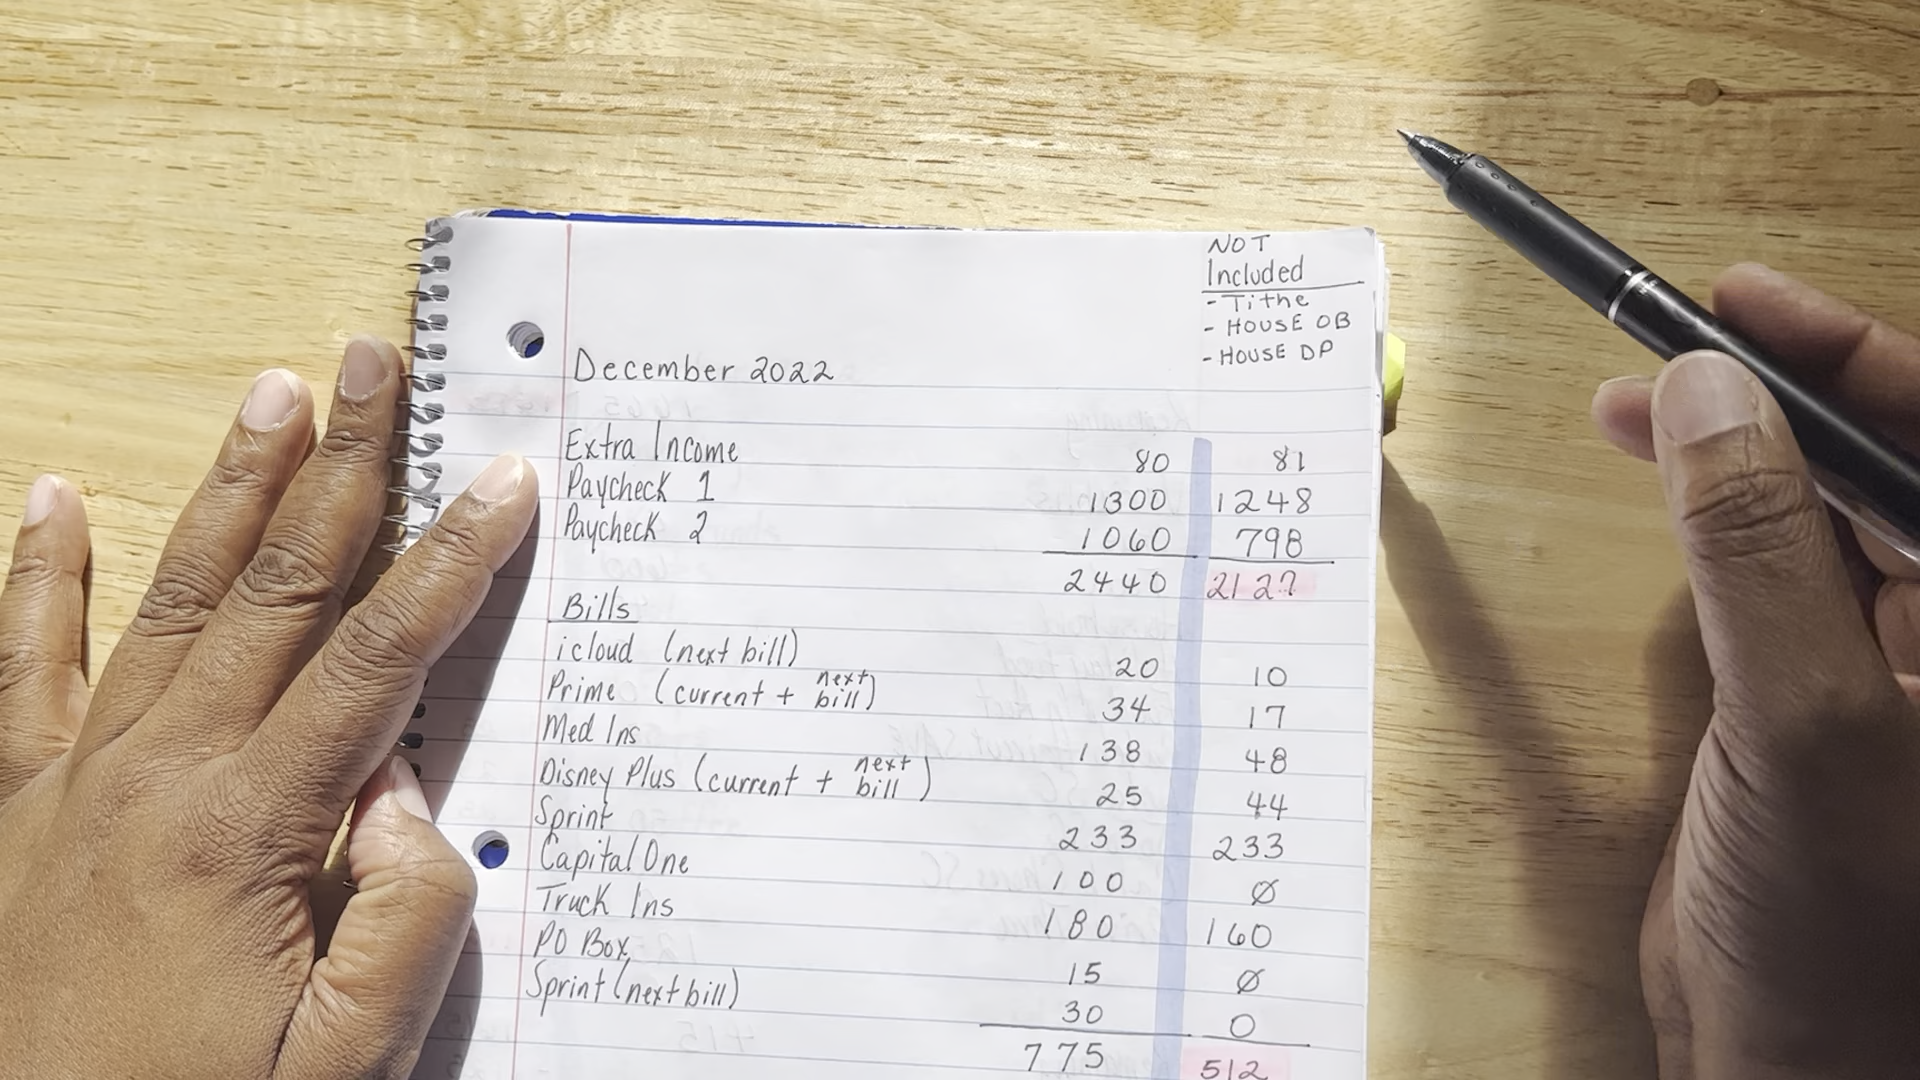 NOT
Included
- Tithe
- HOUSE OB
- HOUSE DP
December 2022
Extra Income 80 81
Paycheck 1 1300 1248
Paycheck 2 1060 798
2440 2127
Bills
icloud (next bill) 20 10
Prime (current + next bill) 34 17
Med Ins 138 48
Disney Plus (current + next bill) 25 44
Sprint 233 233
Capital One 100 Ø
Truck Ins 180 160
PO Box 15 Ø
Sprint (next bill) 30 0
775 512